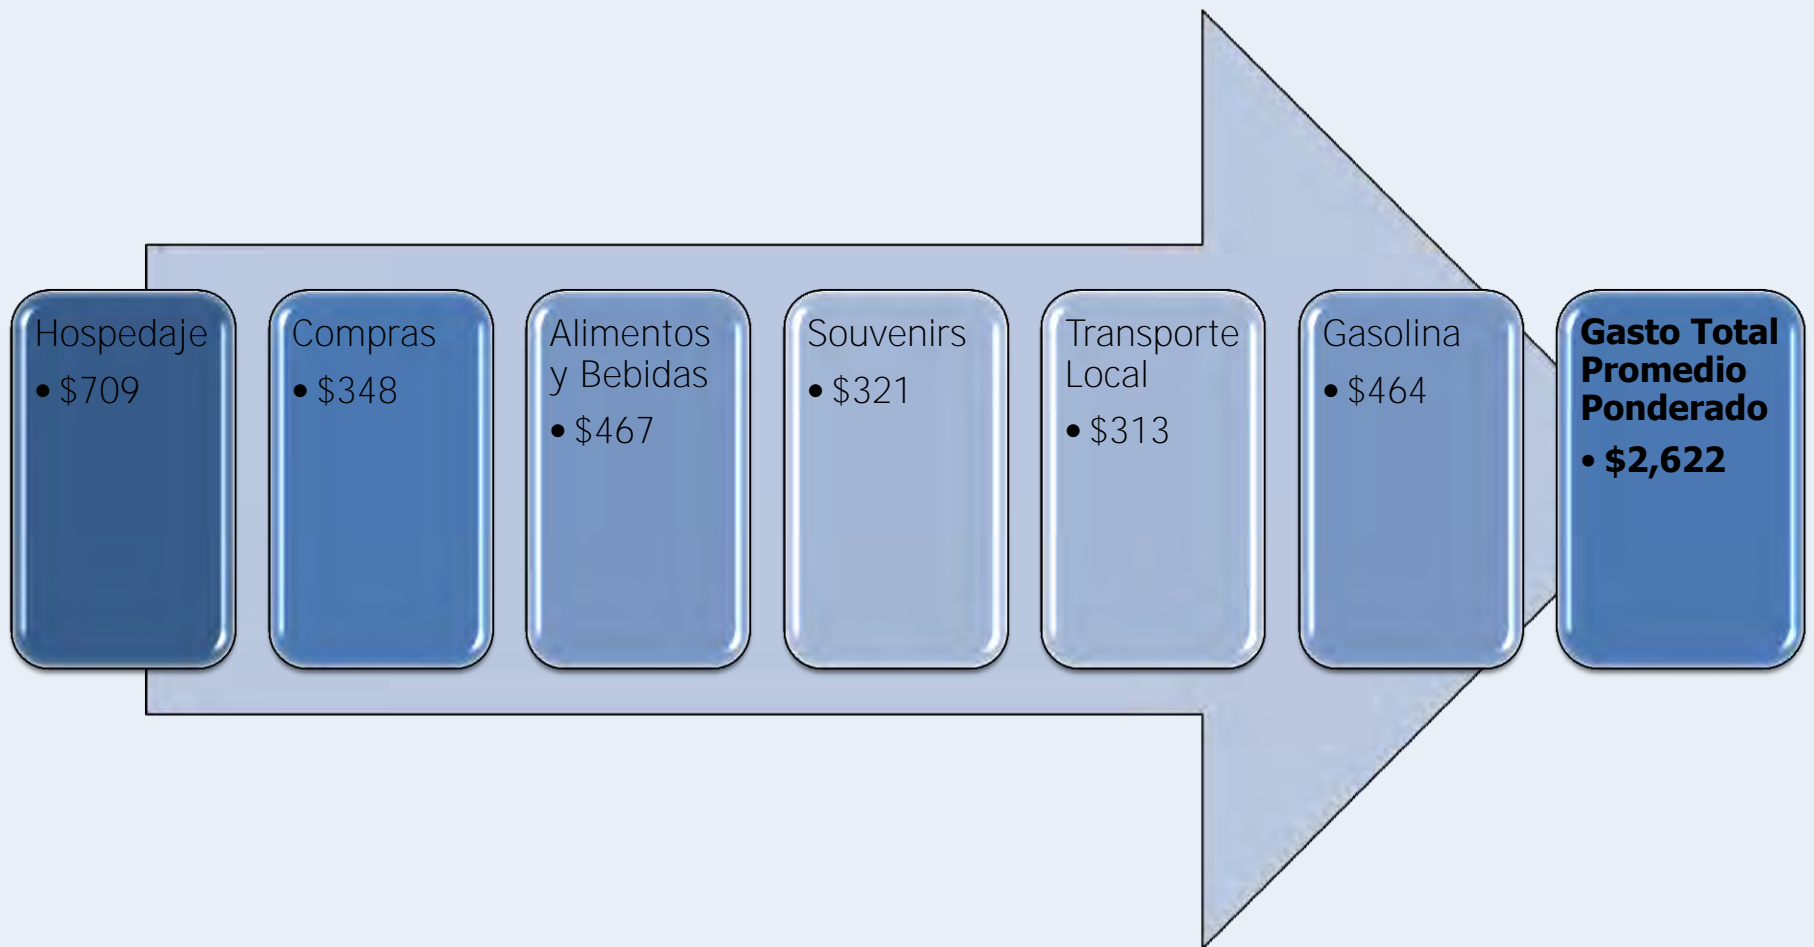 Hospedaje
• $709
Compras
• $348
Alimentos
y Bebidas
• $467
Souvenirs
• $321
Transporte
Local
• $313
Gasolina
• $464
Gasto Total
Promedio
Ponderado
• $2,622